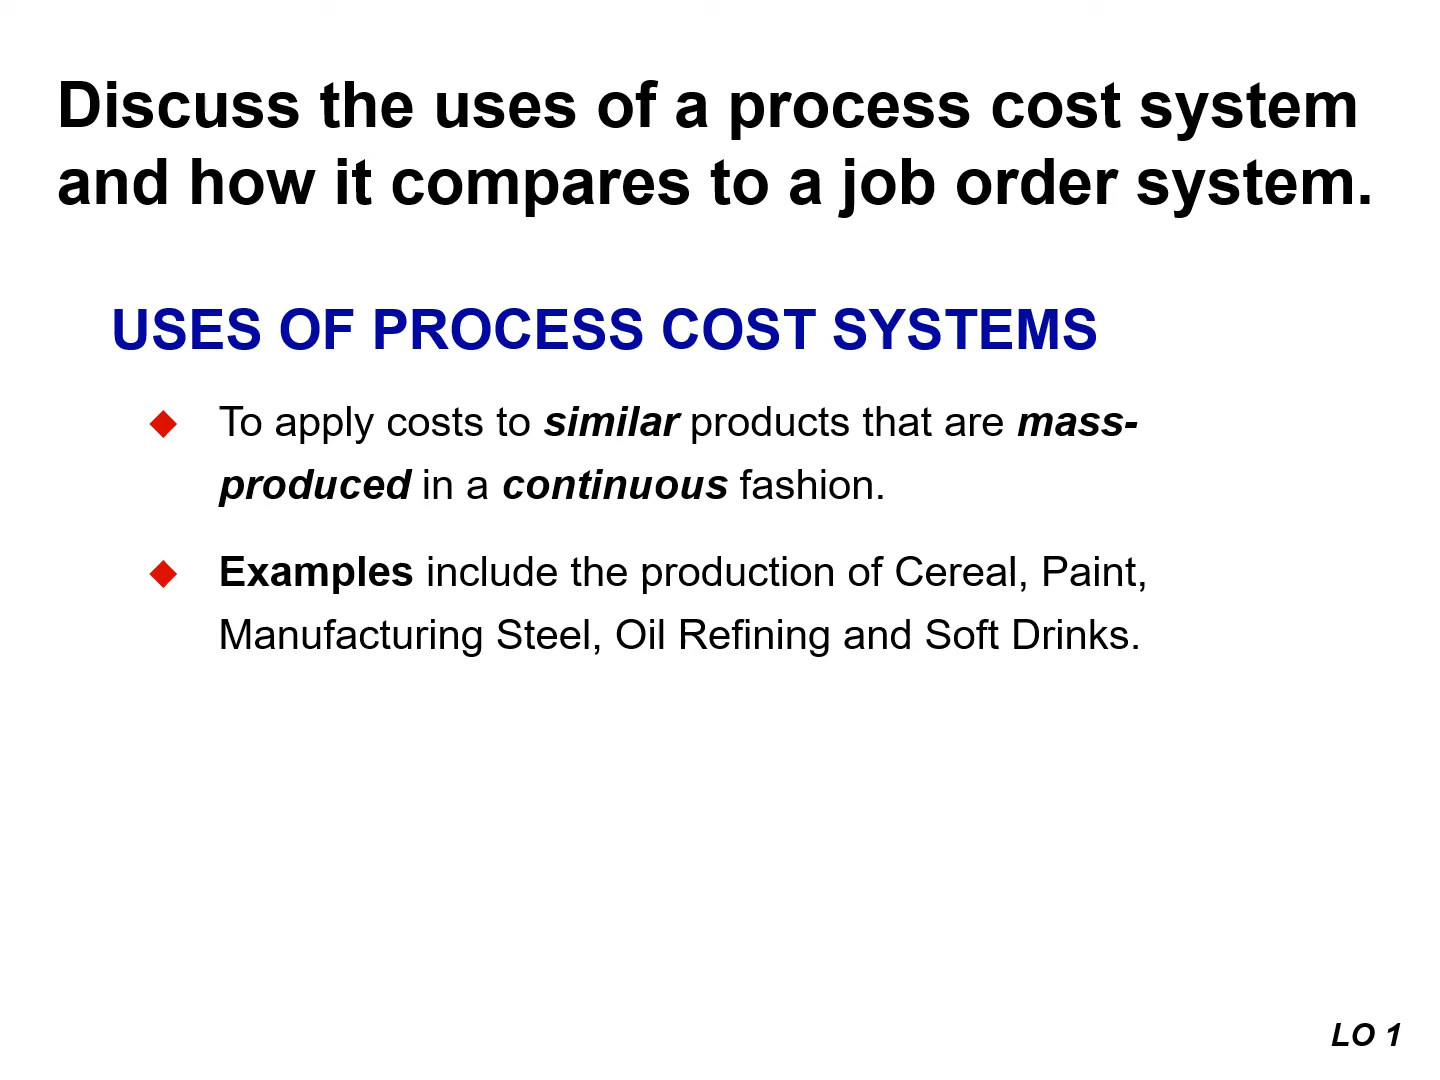 Discuss the uses of a process cost system
and how it compares to a job order system.
USES OF PROCESS COST SYSTEMS
To apply costs to similar products that are mass-
produced in a continuous fashion.
Examples include the production of Cereal, Paint,
Manufacturing Steel, Oil Refining and Soft Drinks.
LO 1